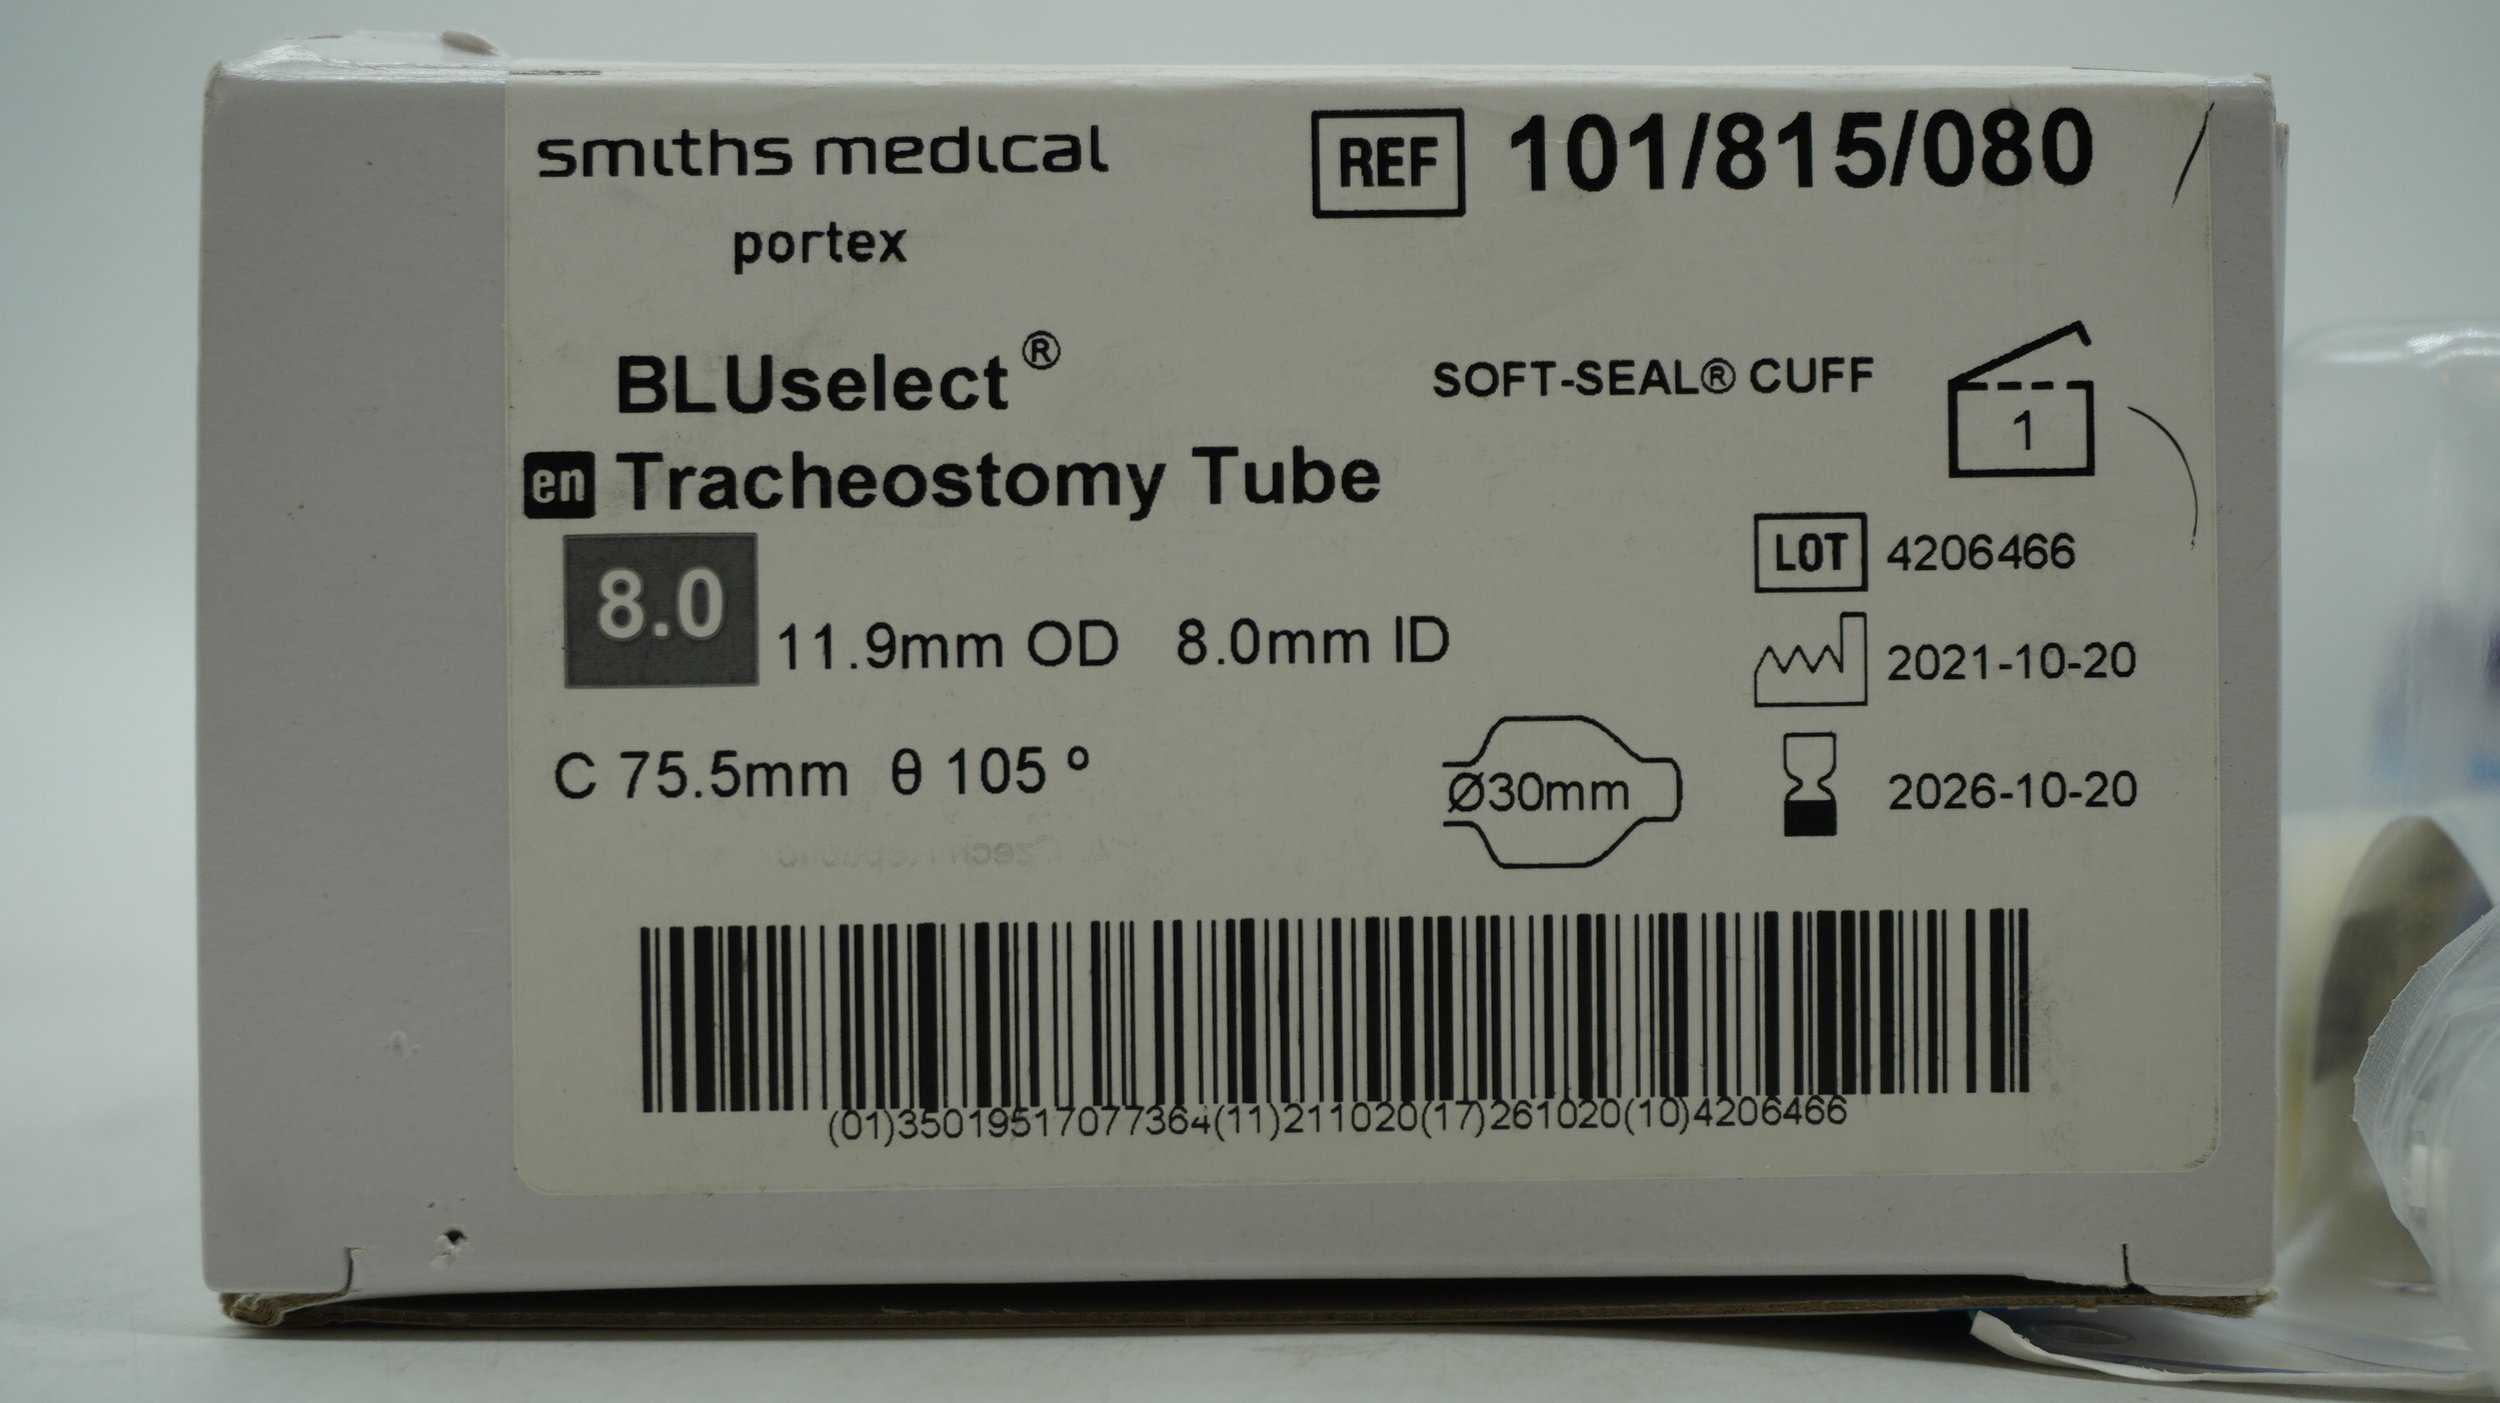 smiths medical
portex
REF 101/815/080
BLUselect®
SOFT-SEAL® CUFF
1
en Tracheostomy Tube
8.0 11.9mm OD 8.0mm ID
LOT 4206466
2021-10-20
C 75.5mm θ 105 º
Ø30mm
2026-10-20
Czech Republic
(01)35019517077364(11)211020(17)261020(10)4206466